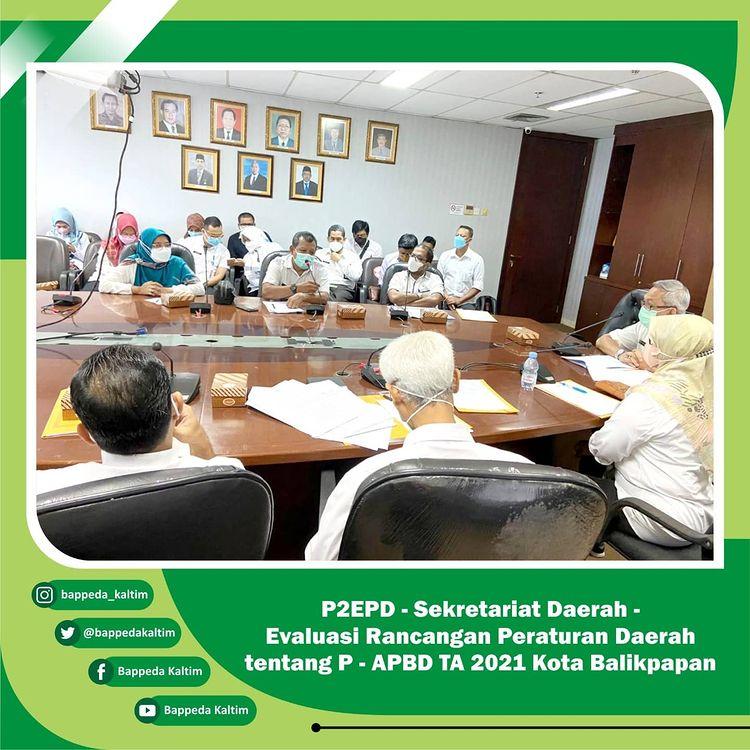 bappeda_kaltim
@bappedakaltim
Bappeda Kaltim
Bappeda Kaltim
P2EPD - Sekretariat Daerah -
Evaluasi Rancangan Peraturan Daerah
tentang P - APBD TA 2021 Kota Balikpapan